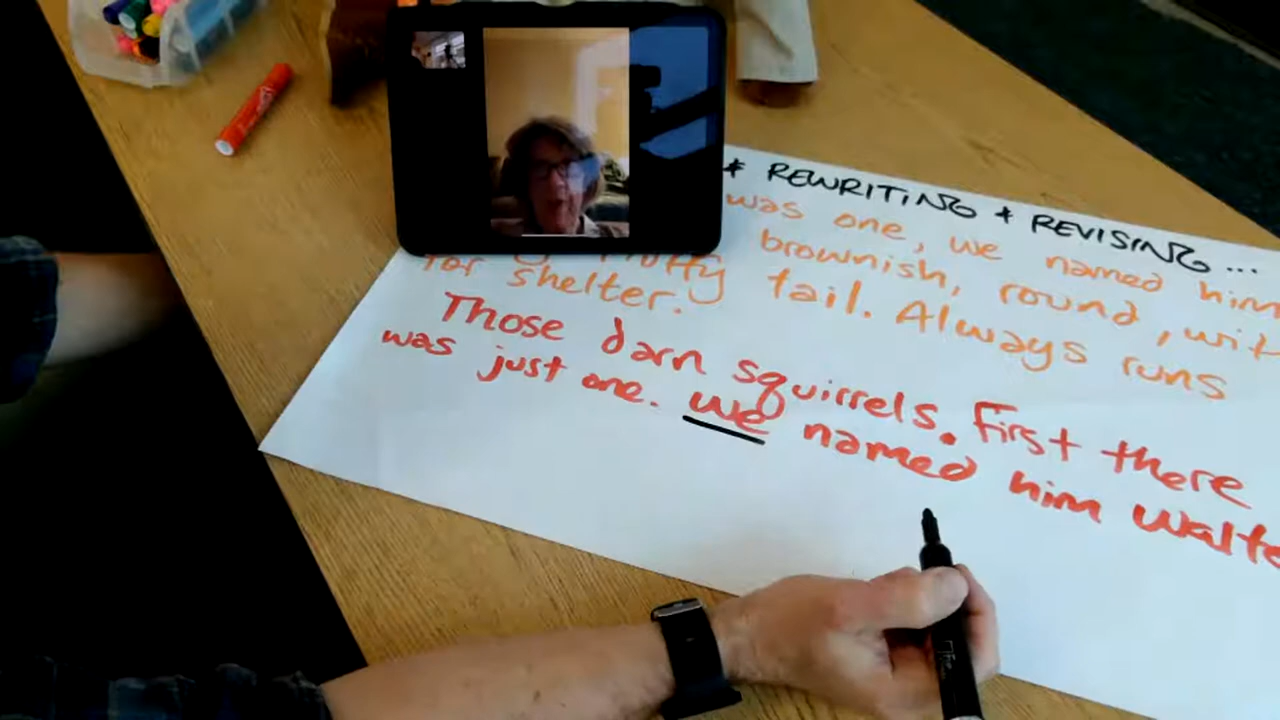 * REWRITING * REVISING...
was one, we named him
brownish, round, with
fluffy tail. Always runs
for shelter.
Those darn squirrels. First there
was just one. We named him Walte